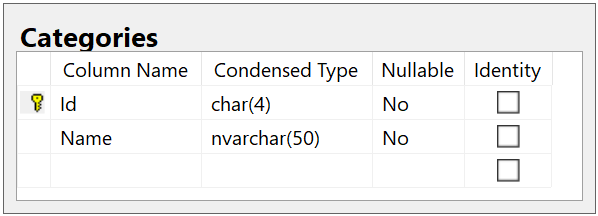 Categories
Column Name Condensed Type Nullable Identity
Id char(4) No
Name nvarchar(50) No